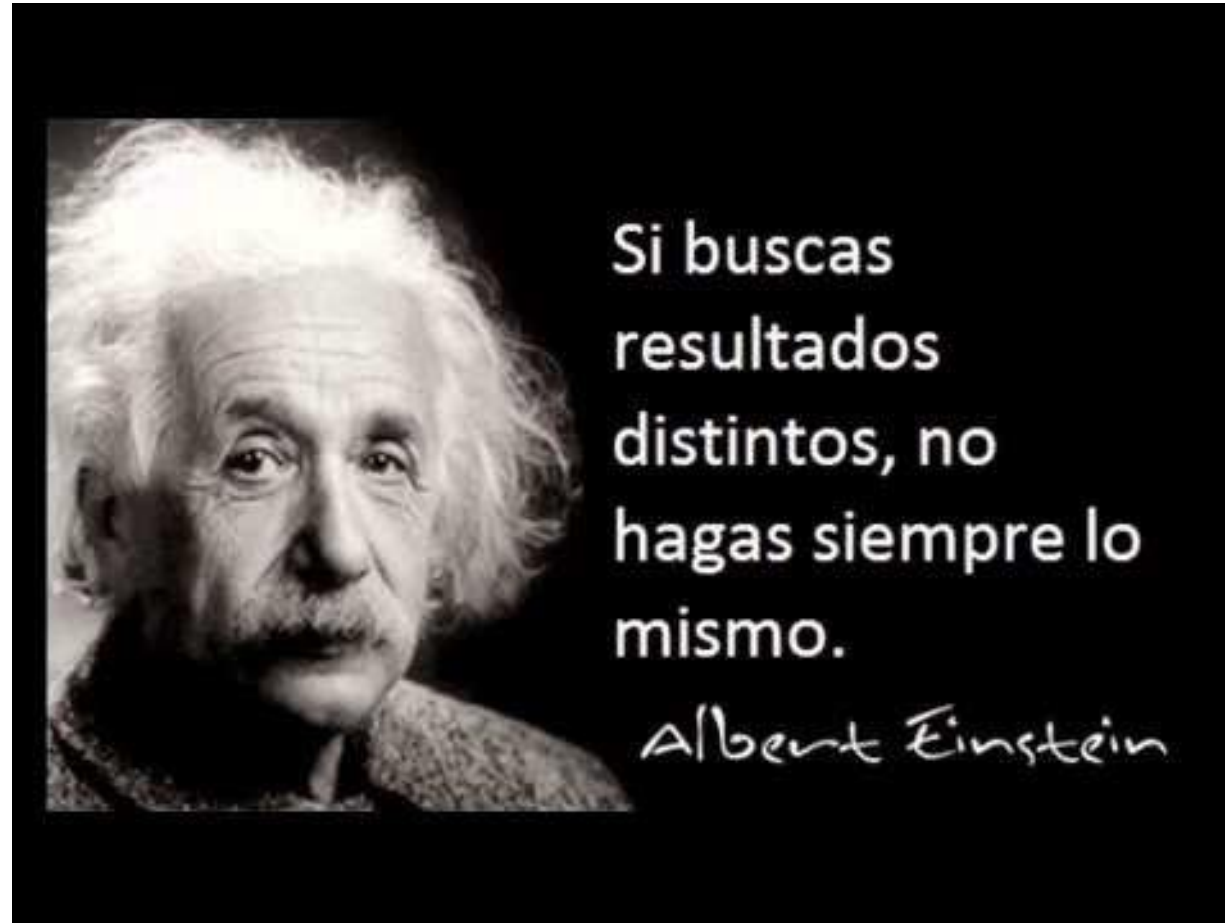 Si buscas
resultados
distintos, no
hagas siempre lo
mismo.
Albert Einstein